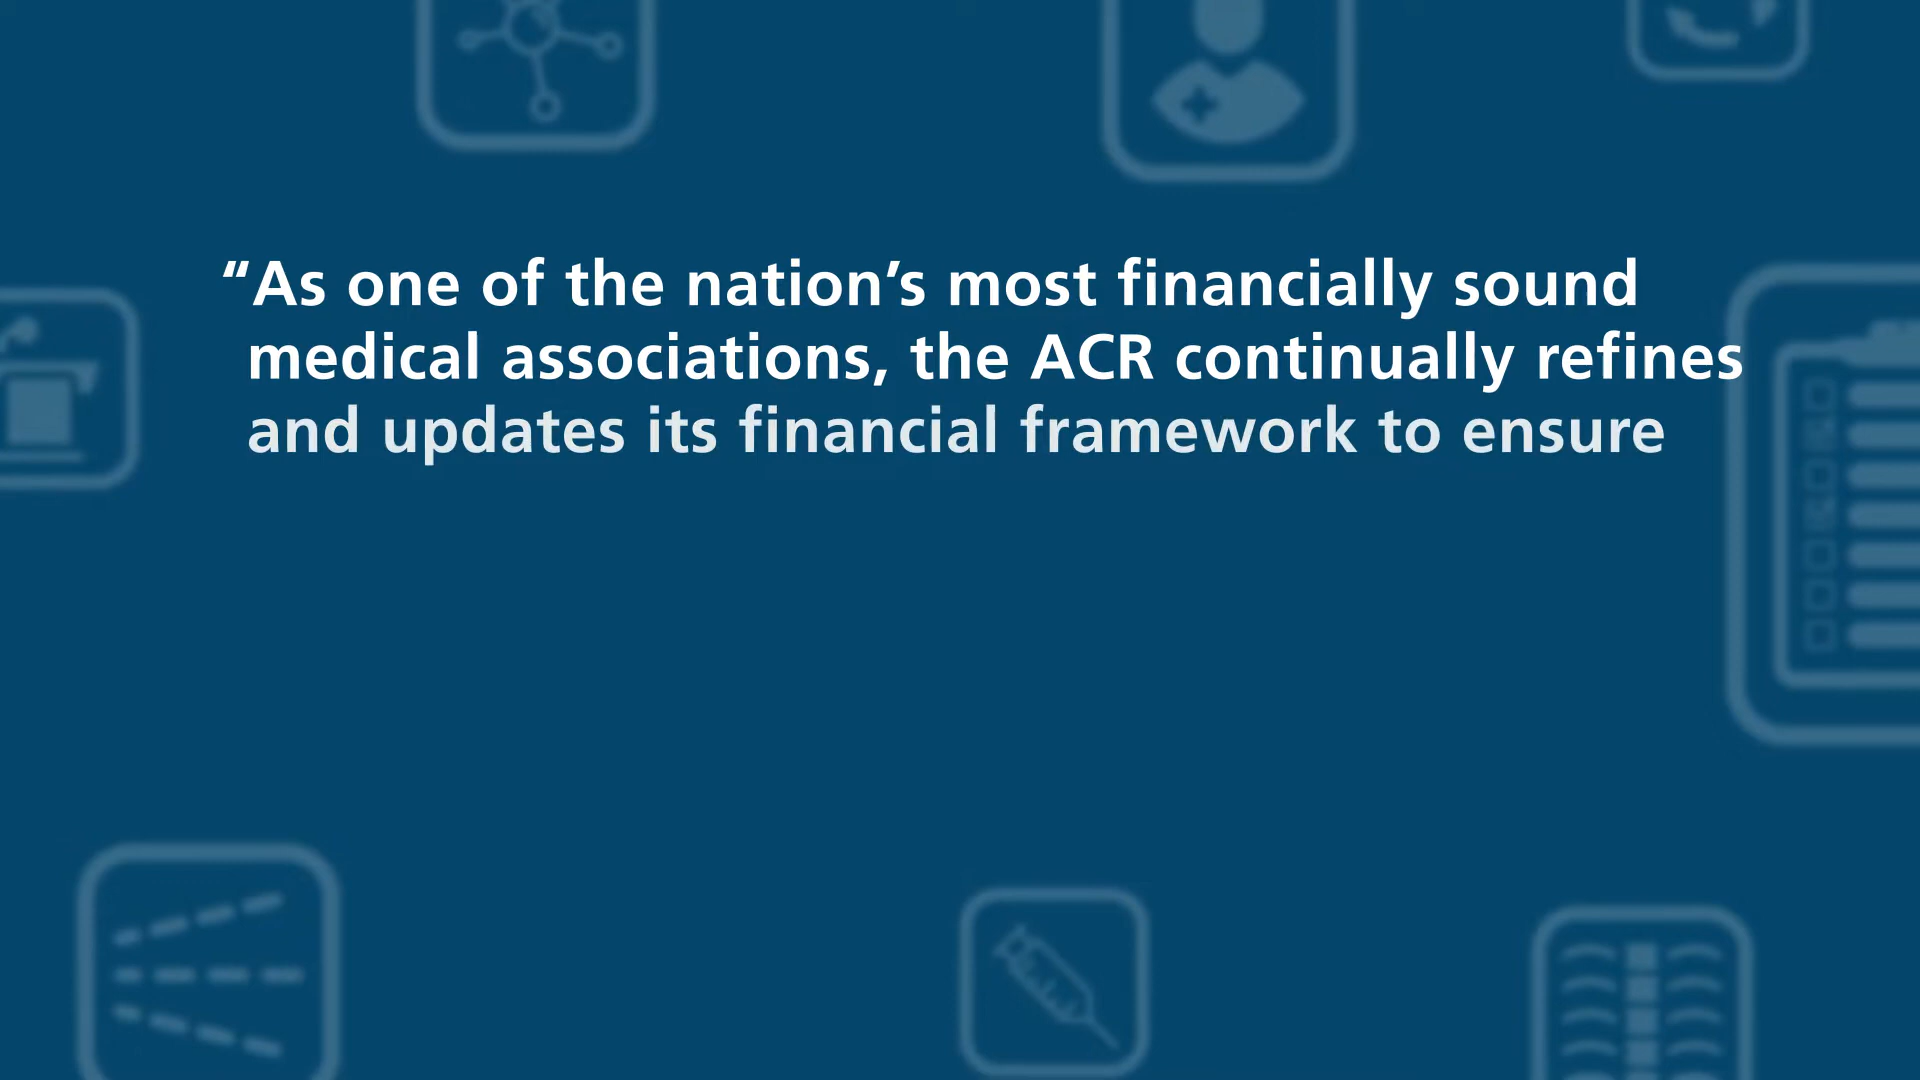 “As one of the nation’s most financially sound
medical associations, the ACR continually refines
and updates its financial framework to ensure